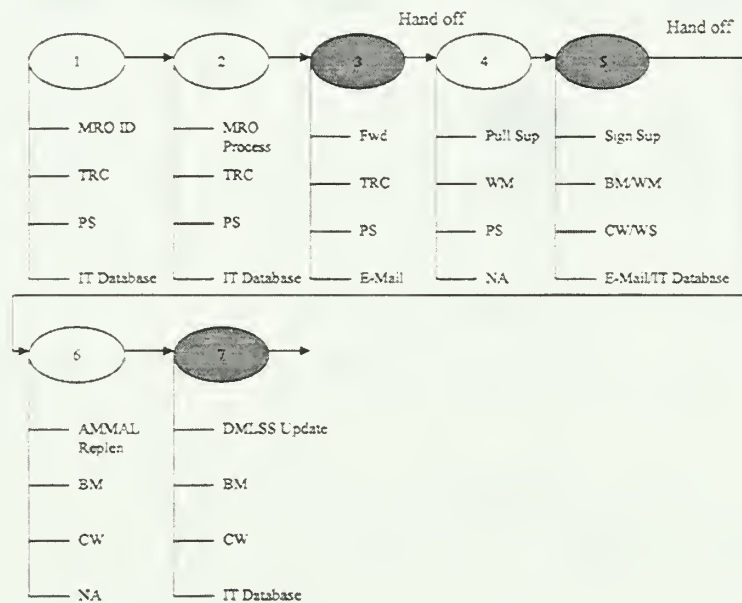 Hand off
Hand off
1
2
3
4
5
MRO ID
TRC
PS
IT Database
MRO
Process
TRC
PS
IT Database
Fwd
TRC
PS
E-Mail
Pull Sup
WM
PS
NA
Sign Sup
BM/WM
CW/WS
E-Mail/IT Database
6
7
AMMAL
Replen
BM
CW
NA
DMLSS Update
BM
CW
IT Database